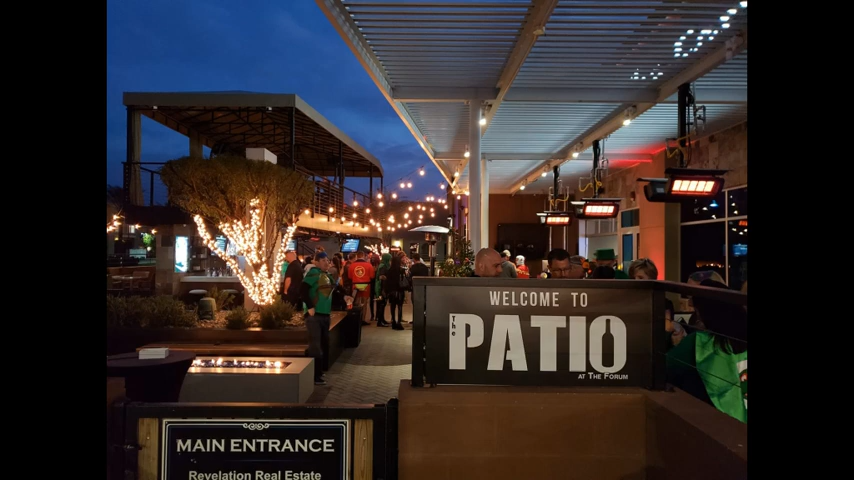 WELCOME TO
The PATIO
AT THE FORUM
MAIN ENTRANCE
Revelation Real Estate